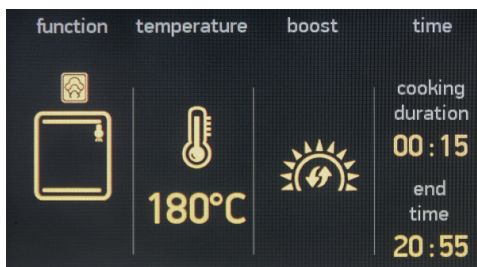 function temperature boost time
cooking
duration
180°C
00:15
end
time
20:55